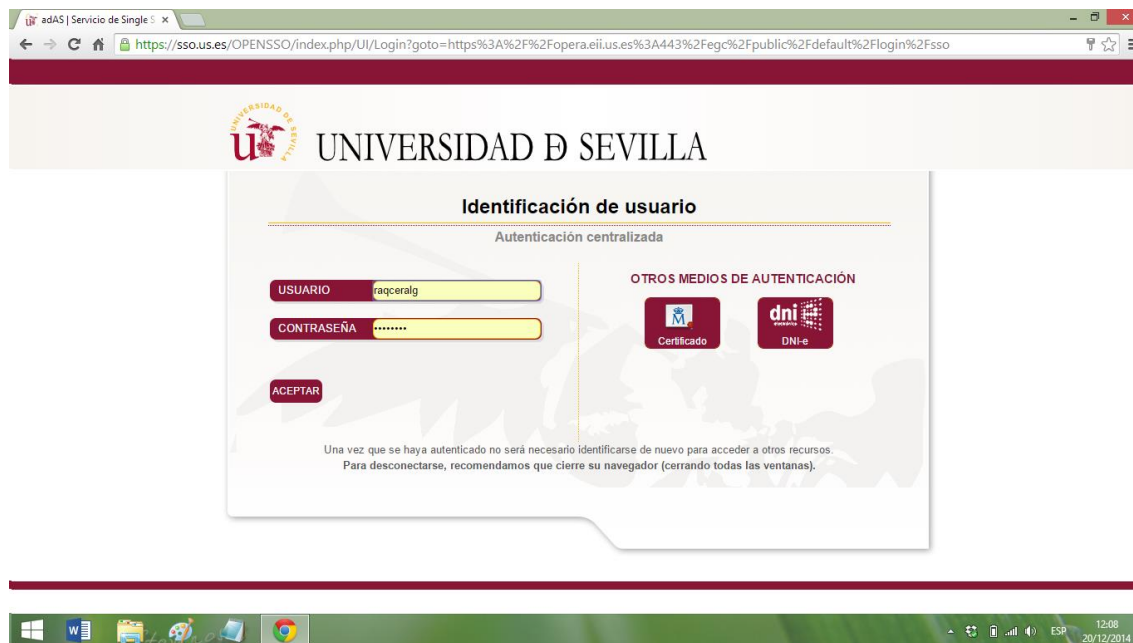 adAS | Servicio de Single S
https://sso.us.es/OPENSSO/index.php/UI/Login?goto=https%3A%2F%2Fopera.eii.us.es%3A443%2Fegc%2Fpublic%2Fdefault%2Flogin%2Fsso
UNIVERSIDAD DE SEVILLA
UNIVERSIDAD Ð SEVILLA
Identificación de usuario
Autenticación centralizada
USUARIO raqceralg
CONTRASEÑA ••••••••
ACEPTAR
OTROS MEDIOS DE AUTENTICACIÓN
Certificado
dni
electrónico
DNI-e
Una vez que se haya autenticado no será necesario identificarse de nuevo para acceder a otros recursos.
Para desconectarse, recomendamos que cierre su navegador (cerrando todas las ventanas).
ESP
12:08
20/12/2014